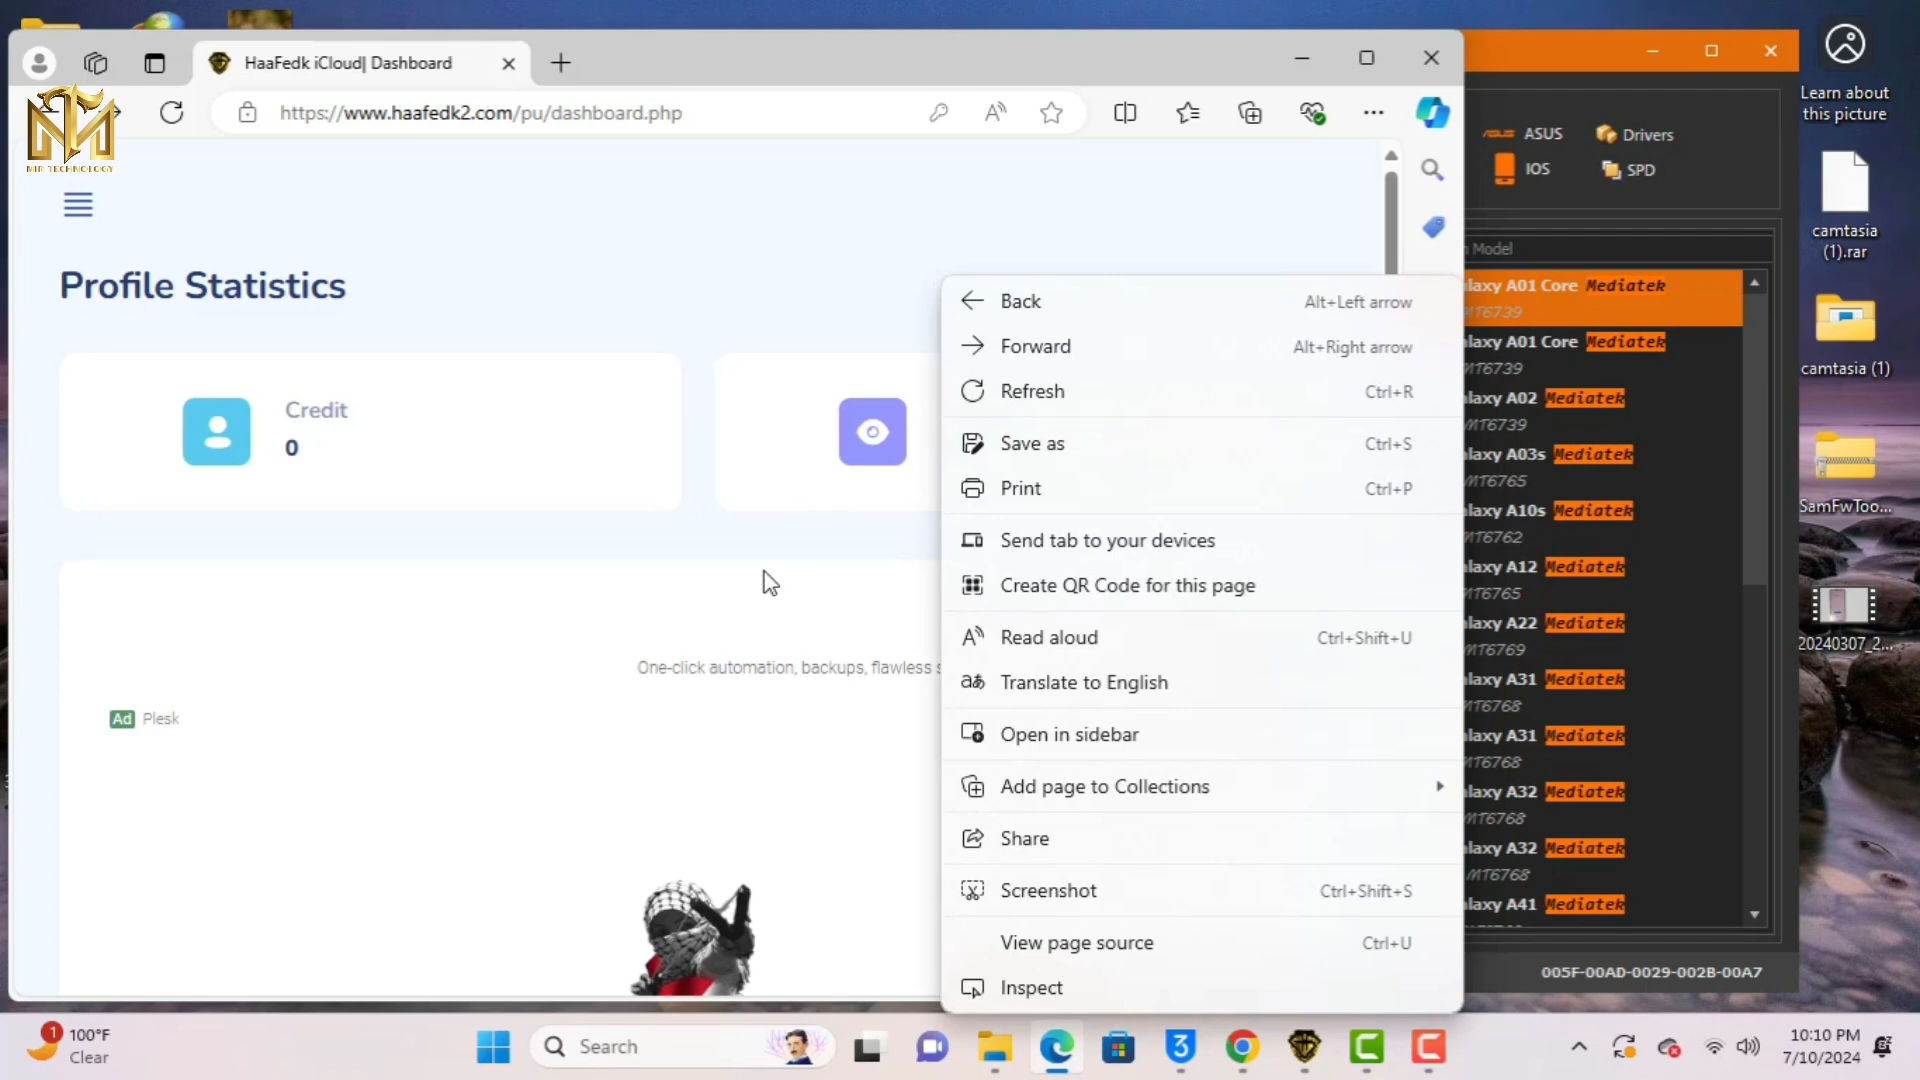 HaaFedk iCloud| Dashboard
MIR TECHNOLOGY
https://www.haafedk2.com/pu/dashboard.php
Profile Statistics
Credit
0
One-click automation, backups, flawless
Ad Plesk
Back Alt+Left arrow
Forward Alt+Right arrow
Refresh Ctrl+R
Save as Ctrl+S
Print Ctrl+P
Send tab to your devices
Create QR Code for this page
Read aloud Ctrl+Shift+U
Translate to English
Open in sidebar
Add page to Collections
Share
Screenshot Ctrl+Shift+S
View page source Ctrl+U
Inspect
ASUS Drivers
IOS SPD
Model
laxy A01 Core Mediatek
MT6739
laxy A01 Core Mediatek
MT6739
laxy A02 Mediatek
MT6739
laxy A03s Mediatek
MT6765
laxy A10s Mediatek
MT6762
laxy A12 Mediatek
MT6765
laxy A22 Mediatek
MT6769
laxy A31 Mediatek
MT6768
laxy A31 Mediatek
MT6768
laxy A32 Mediatek
MT6768
laxy A32 Mediatek
MT6768
laxy A41 Mediatek
005F-00AD-0029-002B-00A7
Learn about
this picture
camtasia
(1).rar
camtasia (1)
SamFwToo...
20240307_2...
1
100°F
Clear
Search
3
10:10 PM
7/10/2024